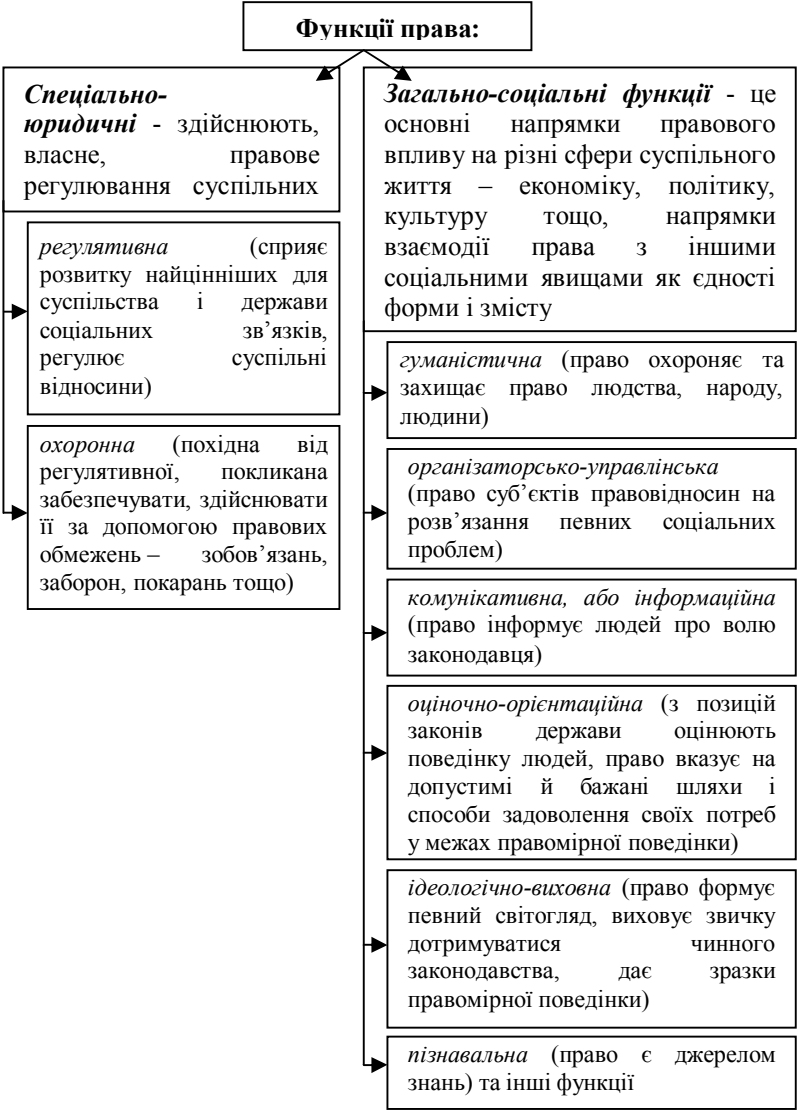 Функції права:
Спеціально-
юридичні - здійснюють,
власне, правове
регулювання суспільних
регулятивна (сприяє
розвитку найцінніших для
суспільства і держави
соціальних зв’язків,
регулює суспільні
відносини)
охоронна (похідна від
регулятивної, покликана
забезпечувати, здійснювати
її за допомогою правових
обмежень – зобов’язань,
заборон, покарань тощо)
Загально-соціальні функції - це
основні напрямки правового
впливу на різні сфери суспільного
життя – економіку, політику,
культуру тощо, напрямки
взаємодії права з іншими
соціальними явищами як єдності
форми і змісту
гуманістична (право охороняє та
захищає право людства, народу,
людини)
організаторсько-управлінська
(право суб’єктів правовідносин на
розв’язання певних соціальних
проблем)
комунікативна, або інформаційна
(право інформує людей про волю
законодавця)
оціночно-орієнтаційна (з позицій
законів держави оцінюють
поведінку людей, право вказує на
допустимі й бажані шляхи і
способи задоволення своїх потреб
у межах правомірної поведінки)
ідеологічно-виховна (право формує
певний світогляд, виховує звичку
дотримуватися чинного
законодавства, дає зразки
правомірної поведінки)
пізнавальна (право є джерелом
знань) та інші функції